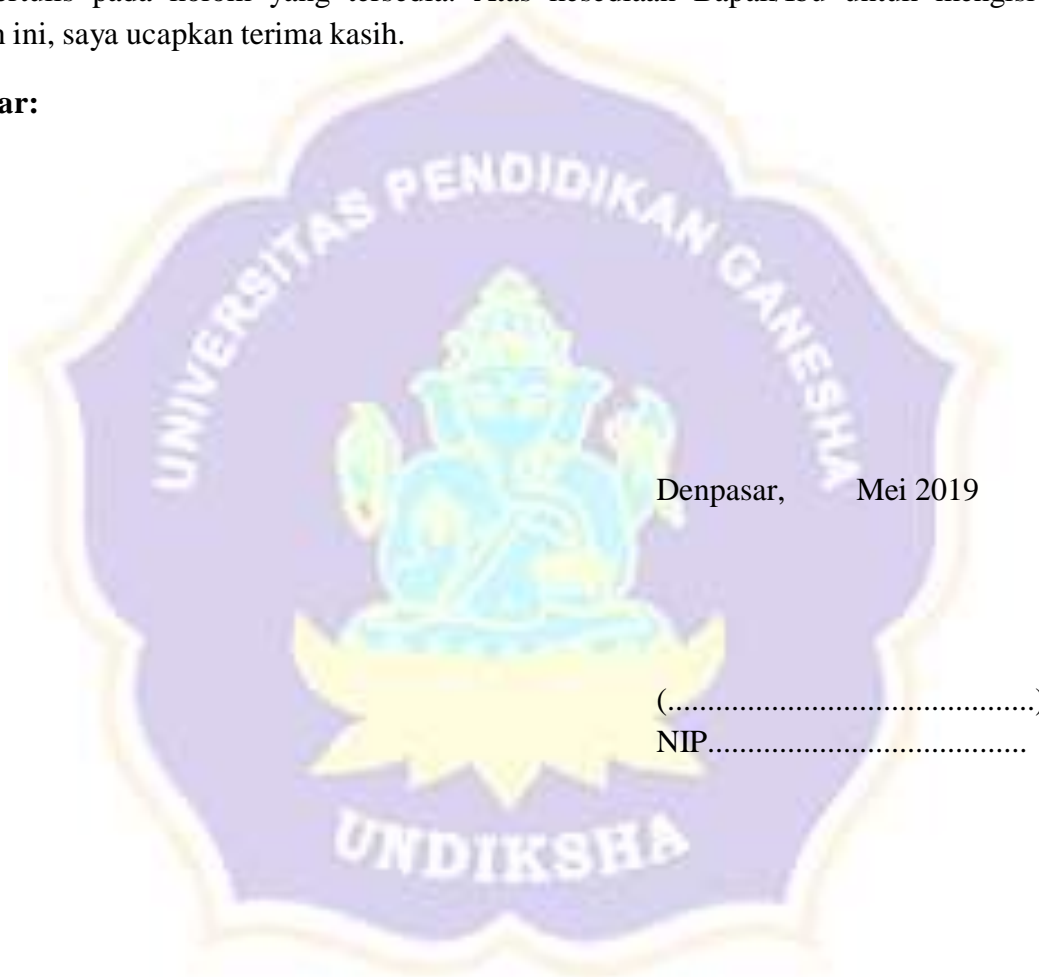 ertulis pada kolom yang tersedia. Atas kesediaan Bapak/Ibu untuk mengisi
n ini, saya ucapkan terima kasih.
ar:
UNIVERSITAS PENDIDIKAN GANESHA
Denpasar, Mei 2019
(..............................................)
NIP........................................
UNDIKSHA